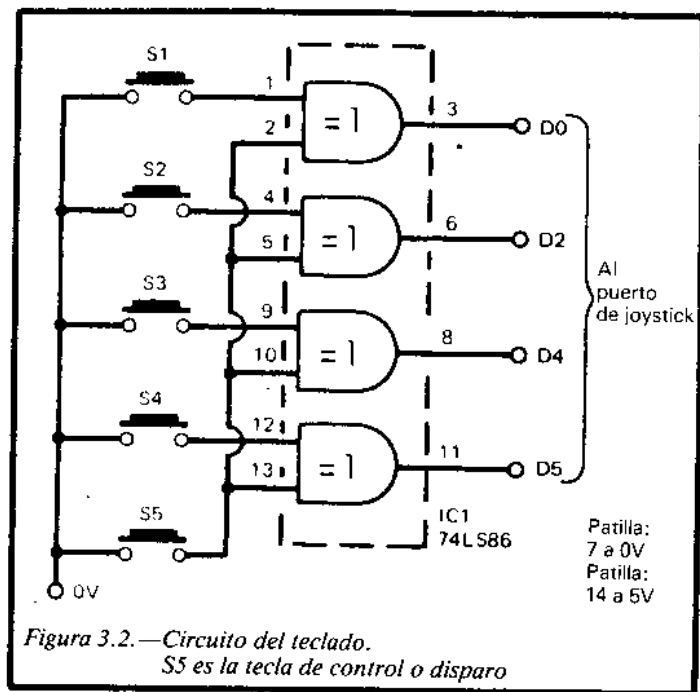 S1
1
= 1
3
D0
2
S2
4
= 1
6
D2
5
Al
puerto
de joystick
S3
9
= 1
8
D4
10
S4
12
= 1
11
D5
13
S5
IC1
74LS86
Patilla:
7 a 0V
Patilla:
14 a 5V
0V
Figura 3.2.—Circuito del teclado.
S5 es la tecla de control o disparo